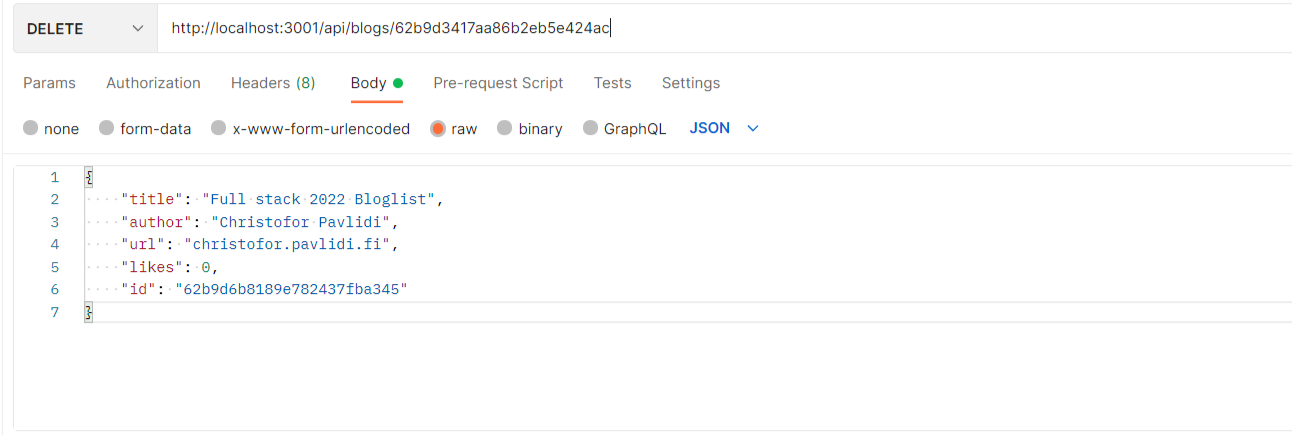 DELETE http://localhost:3001/api/blogs/62b9d3417aa86b2eb5e424ac
Params Authorization Headers (8) Body Pre-request Script Tests Settings
none form-data x-www-form-urlencoded raw binary GraphQL JSON
1 {
2 "title": "Full stack 2022 Bloglist",
3 "author": "Christofor Pavlidi",
4 "url": "christofor.pavlidi.fi",
5 "likes": 0,
6 "id": "62b9d6b8189e782437fba345"
7 }